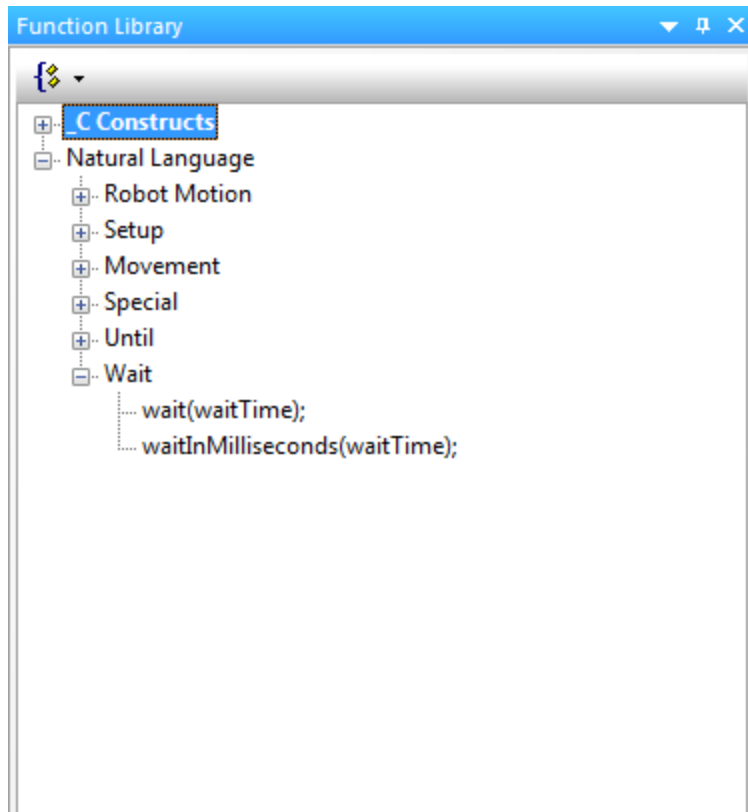 Function Library
_C Constructs
Natural Language
Robot Motion
Setup
Movement
Special
Until
Wait
wait(waitTime);
waitInMilliseconds(waitTime);